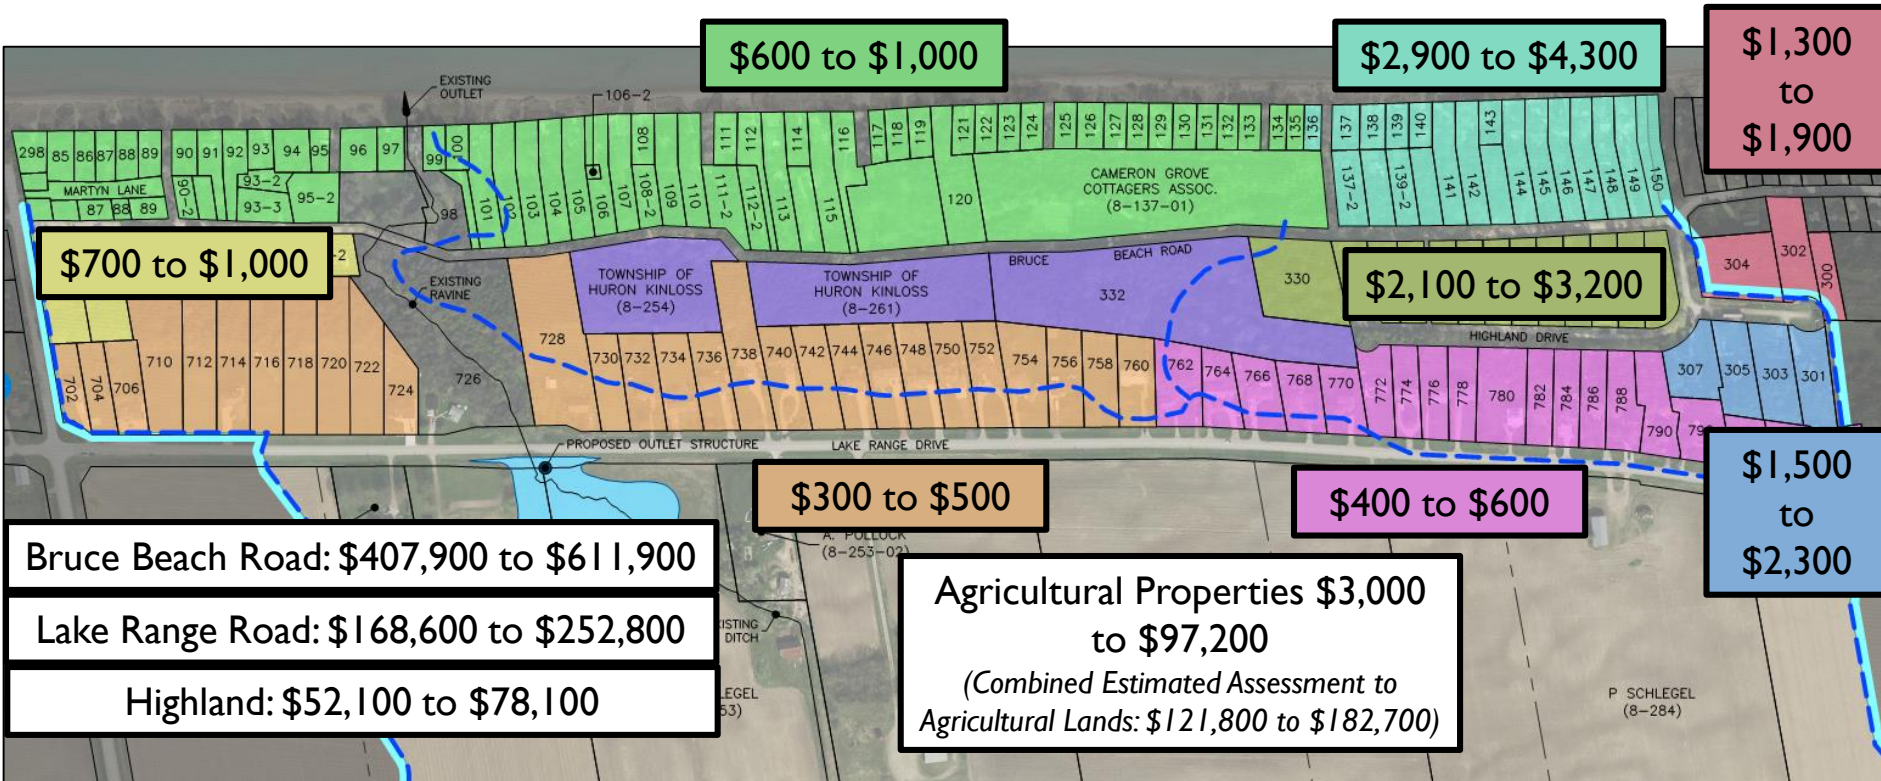 $600 to $1,000
$2,900 to $4,300
$1,300
to
$1,900
EXISTING
OUTLET
106-2
298 85 86 87 88 89 90 91 92 93 94 95 96 97 99 100
108 111 112 114 116 117 118 119 121 122 123 124 125 126 127 128 129 130 131 132 133 134 135 136 137 138 139 140 143
MARTYN LANE
87 88 89 90-2 93-2 93-3 95-2 98
101 102 103 104 105 106 107 108-2 109 110 111-2 112-2 113 115 120
CAMERON GROVE
COTTAGERS ASSOC.
(8-137-01)
137-2 139-2 141 142 144 145 146 147 148 149 150
$700 to $1,000
-2
EXISTING
RAVINE
TOWNSHIP OF
HURON KINLOSS
(8-254)
TOWNSHIP OF
HURON KINLOSS
(8-261)
BRUCE BEACH ROAD
332
330
$2,100 to $3,200
304 302 300
HIGHLAND DRIVE
702 704 706 710 712 714 716 718 720 722 724 726 728 730 732 734 736 738 740 742 744 746 748 750 752 754 756 758 760 762 764 766 768 770 772 774 776 778 780 782 784 786 788 790
307 305 303 301
PROPOSED OUTLET STRUCTURE
LAKE RANGE DRIVE
$300 to $500
$400 to $600
$1,500
to
$2,300
A. POLLOCK
(8-253-02)
Bruce Beach Road: $407,900 to $611,900
Lake Range Road: $168,600 to $252,800
Highland: $52,100 to $78,100
DITCH
Agricultural Properties $3,000
to $97,200
(Combined Estimated Assessment to
Agricultural Lands: $121,800 to $182,700)
P SCHLEGEL
(8-284)